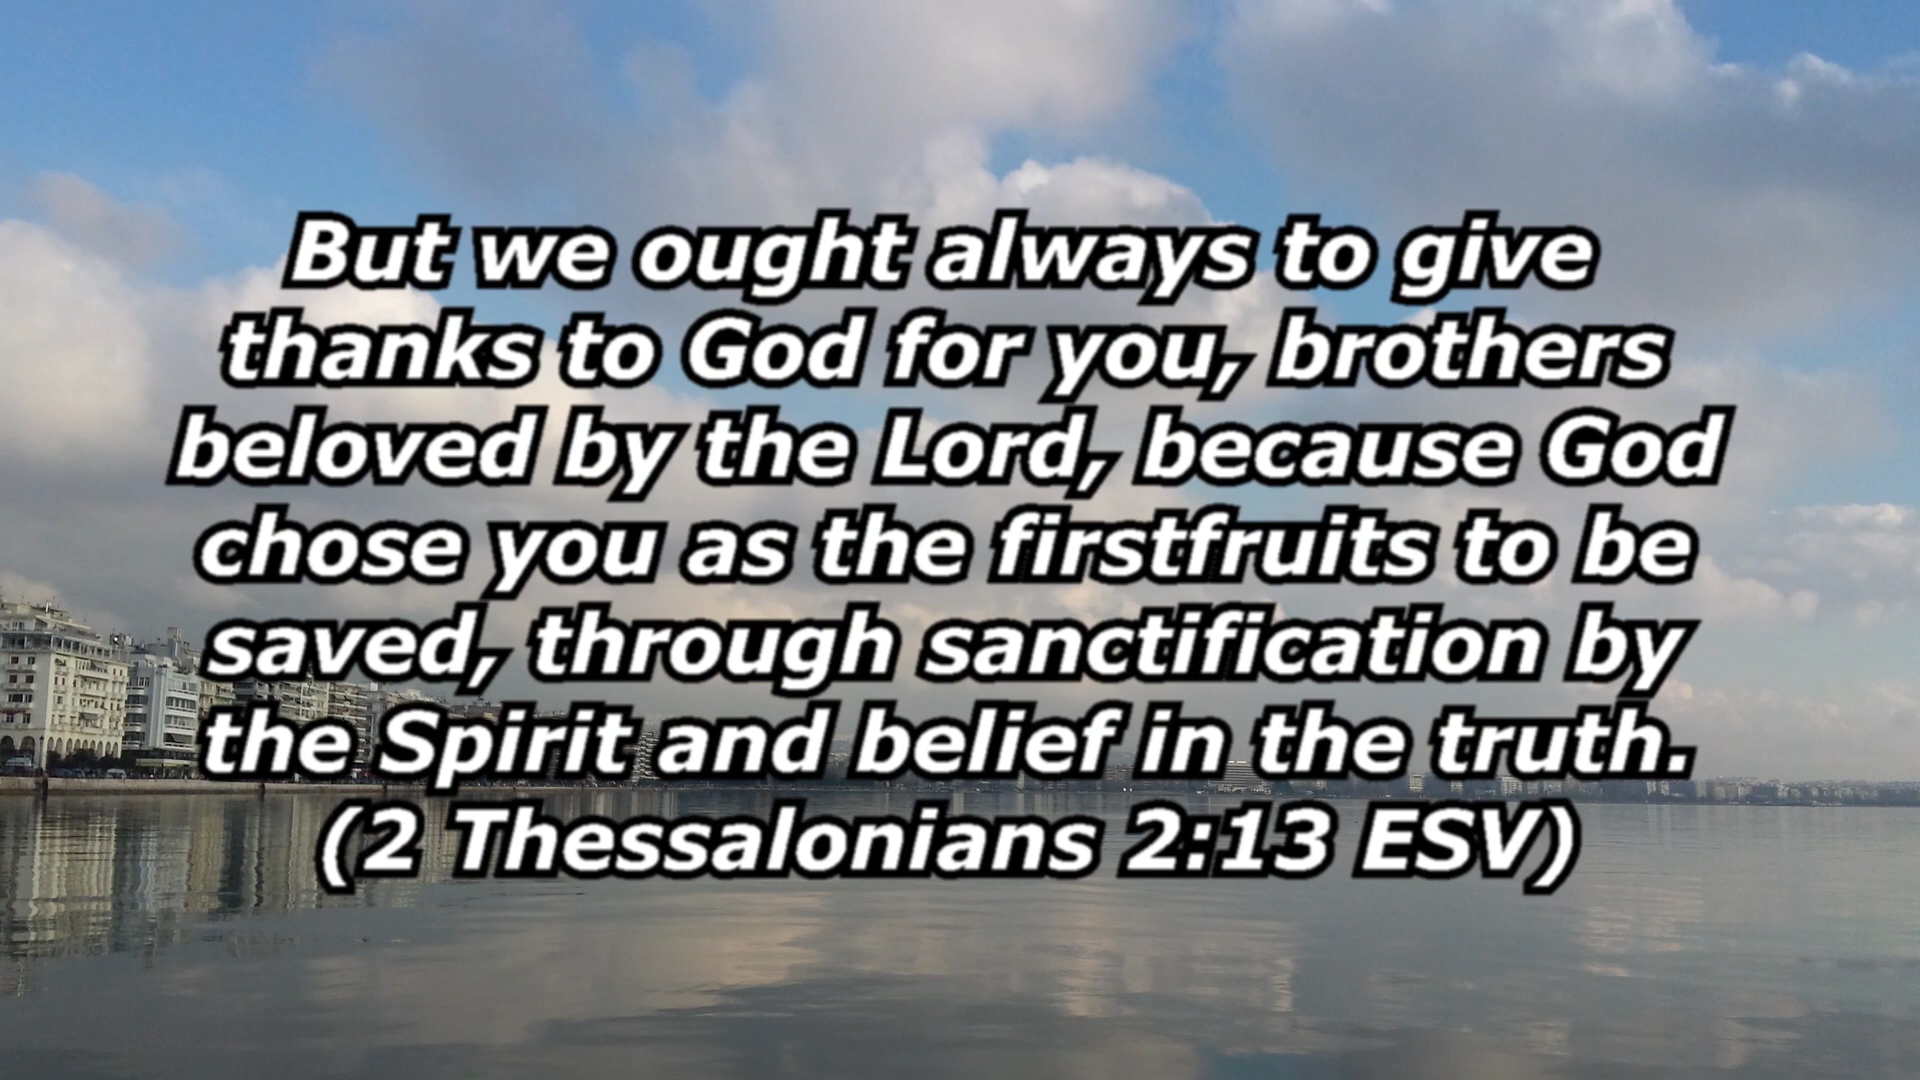 But we ought always to give
thanks to God for you, brothers
beloved by the Lord, because God
chose you as the firstfruits to be
saved, through sanctification by
the Spirit and belief in the truth.
(2 Thessalonians 2:13 ESV)